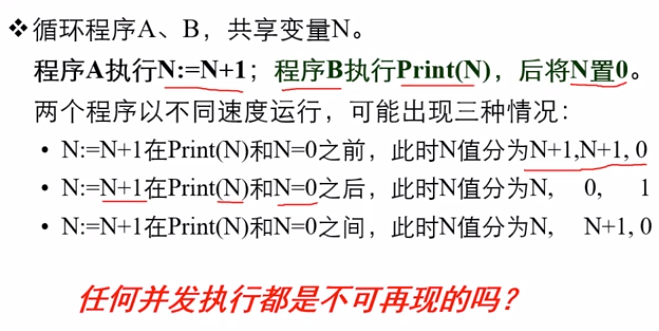 ❖循环程序A、B，共享变量N。
程序A执行N:=N+1；程序B执行Print(N)，后将N置0。
两个程序以不同速度运行，可能出现三种情况：
• N:=N+1在Print(N)和N=0之前，此时N值分为N+1,N+1, 0
• N:=N+1在Print(N)和N=0之后，此时N值分为N, 0, 1
• N:=N+1在Print(N)和N=0之间，此时N值分为N, N+1, 0
任何并发执行都是不可再现的吗？